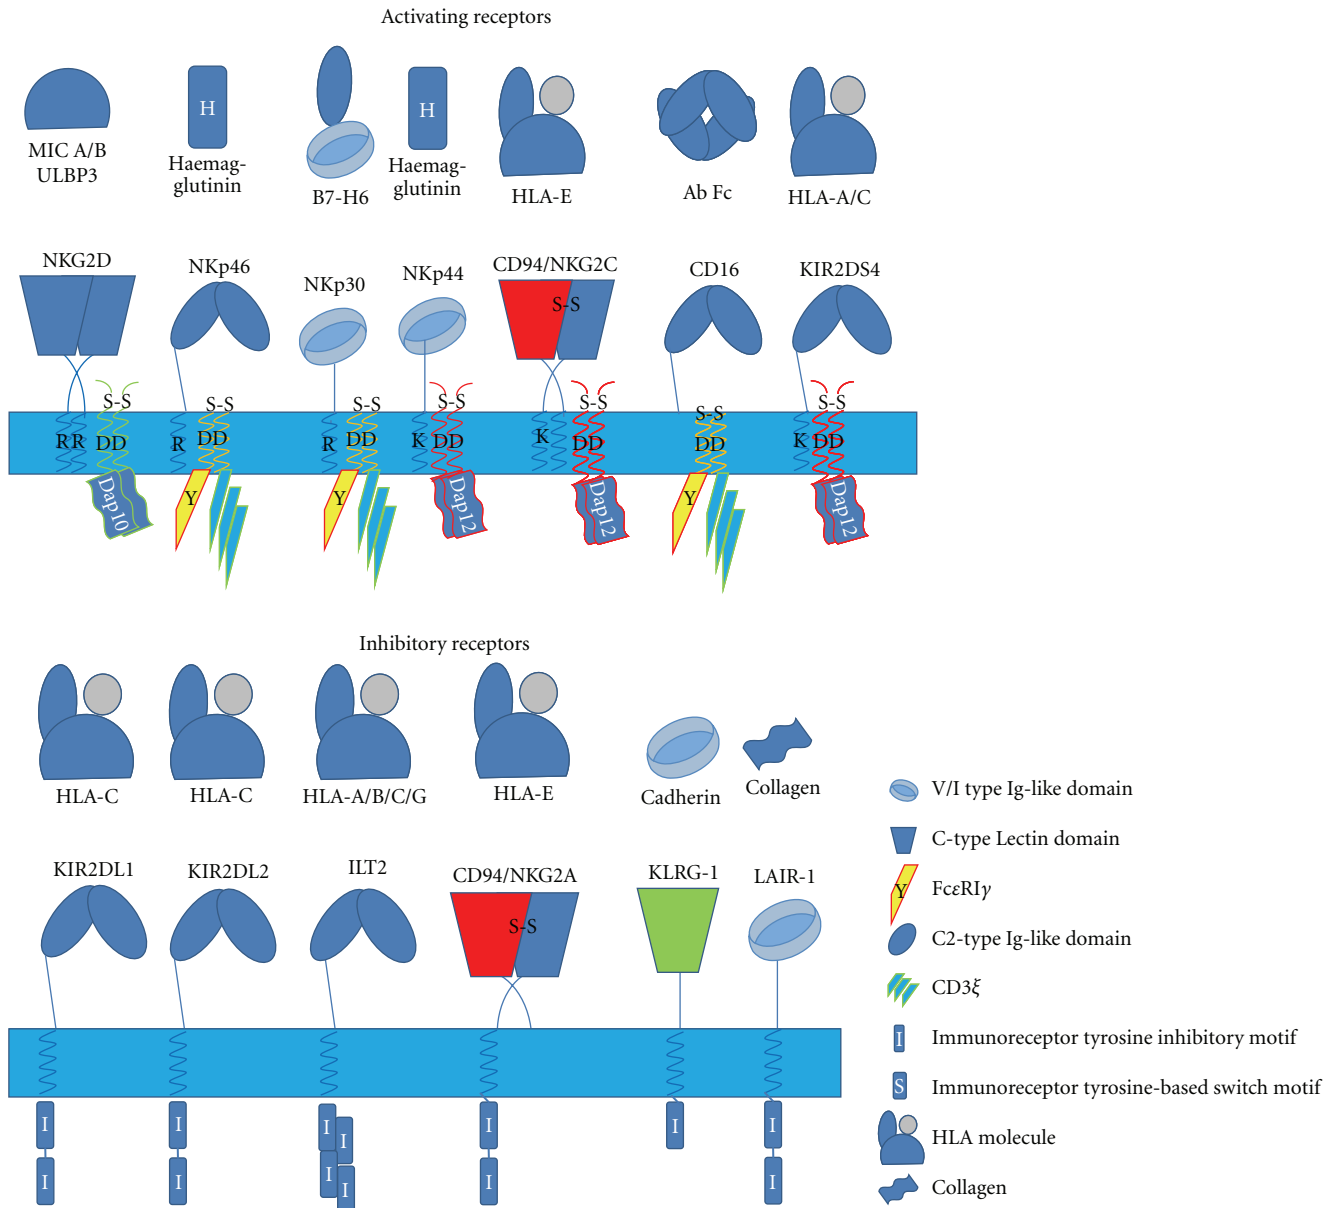 Activating receptors
H
H
MIC A/B
ULBP3
Haemag-
glutinin
B7-H6
Haemag-
glutinin
HLA-E
Ab Fc
HLA-A/C
NKG2D
NKp46
NKp30
NKp44
CD94/NKG2C
CD16
KIR2DS4
S-S
S-S
S-S
S-S
S-S
S-S
S-S
S-S
R R DD
R DD
R DD
K DD
K DD
DD
K DD
Dap10
Y
Y
Dap12
Dap12
Y
Dap12
Inhibitory receptors
HLA-C
HLA-C
HLA-A/B/C/G
HLA-E
Cadherin
Collagen
KIR2DL1
KIR2DL2
ILT2
CD94/NKG2A
KLRG-1
LAIR-1
S-S
I
I
I
I
I
I
I
I
I
I
I
I
I
V/I type Ig-like domain
C-type Lectin domain
Y FcεRIγ
C2-type Ig-like domain
CD3ξ
I Immunoreceptor tyrosine inhibitory motif
S Immunoreceptor tyrosine-based switch motif
HLA molecule
Collagen